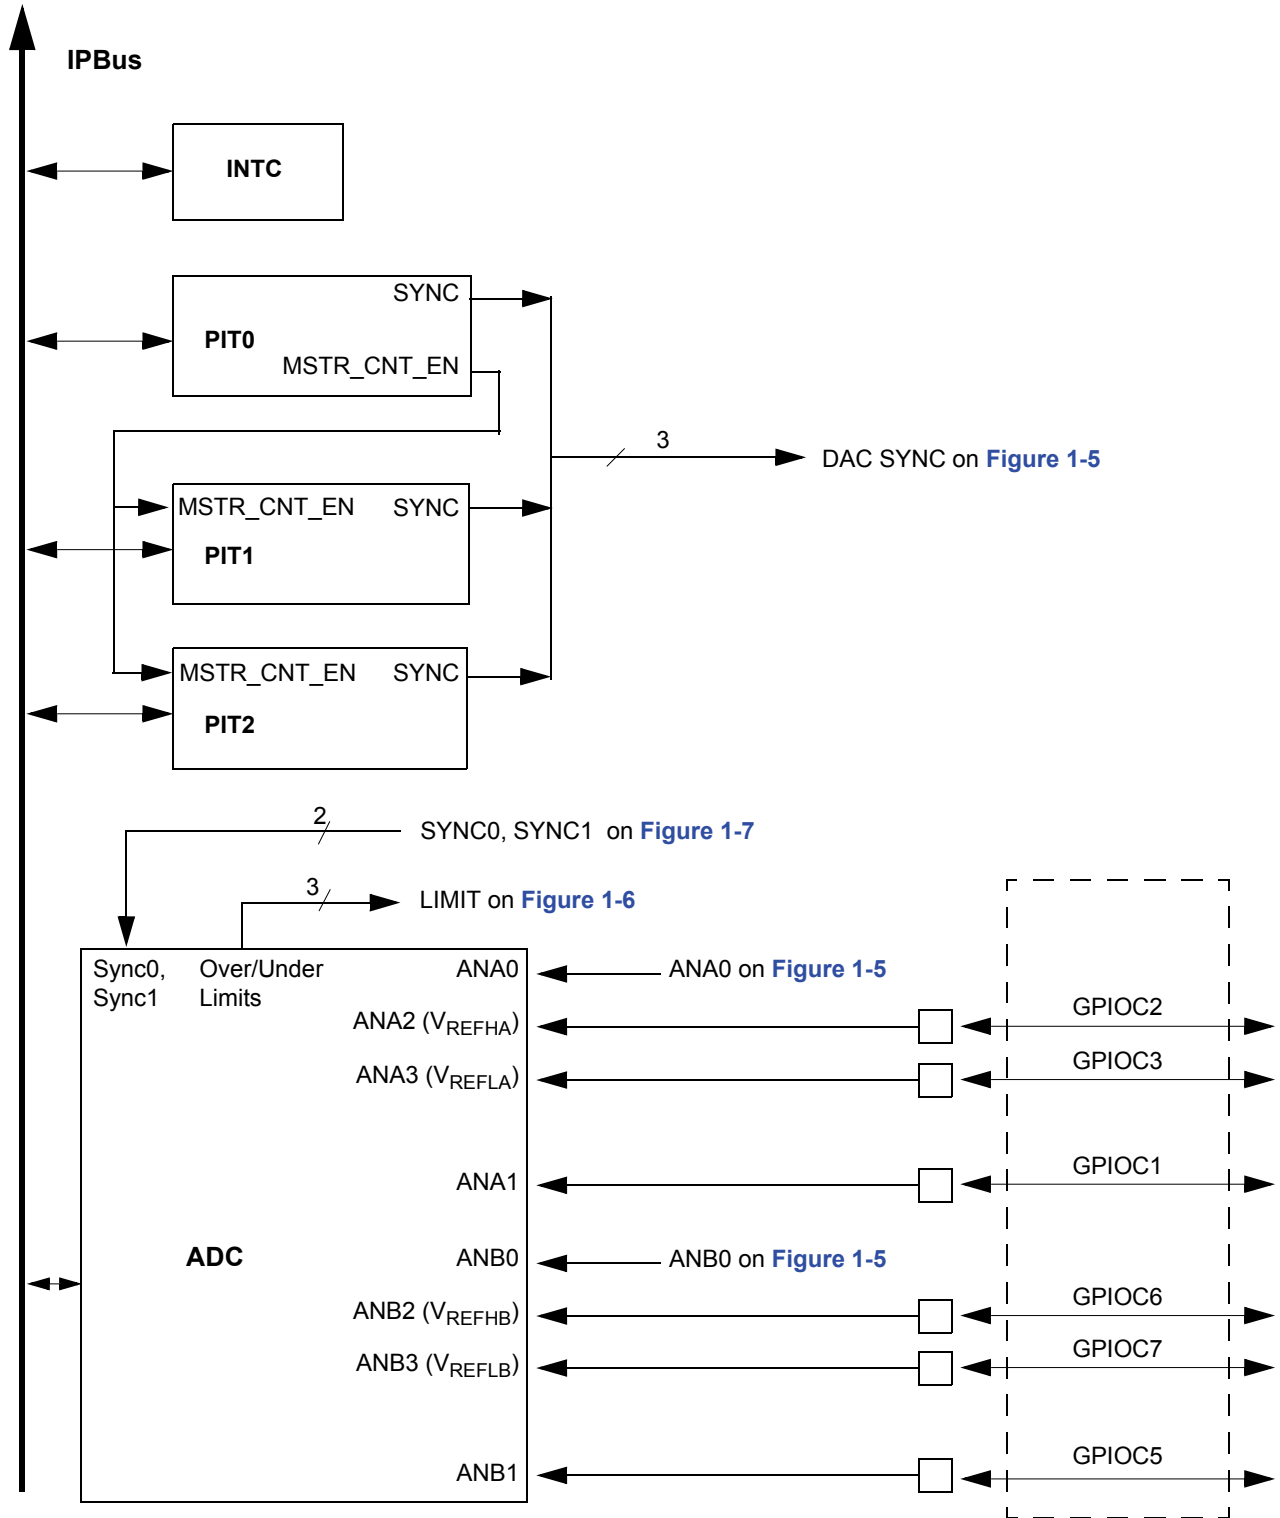 IPBus
INTC
SYNC
PIT0
MSTR_CNT_EN
3
DAC SYNC on Figure 1-5
MSTR_CNT_EN SYNC
PIT1
MSTR_CNT_EN SYNC
PIT2
2
SYNC0, SYNC1 on Figure 1-7
3
LIMIT on Figure 1-6
Sync0, Sync1
Over/Under Limits
ANA0
ANA0 on Figure 1-5
ANA2 (VREFHA)
GPIOC2
ANA3 (VREFLA)
GPIOC3
ANA1
GPIOC1
ADC
ANB0
ANB0 on Figure 1-5
ANB2 (VREFHB)
GPIOC6
ANB3 (VREFLB)
GPIOC7
ANB1
GPIOC5